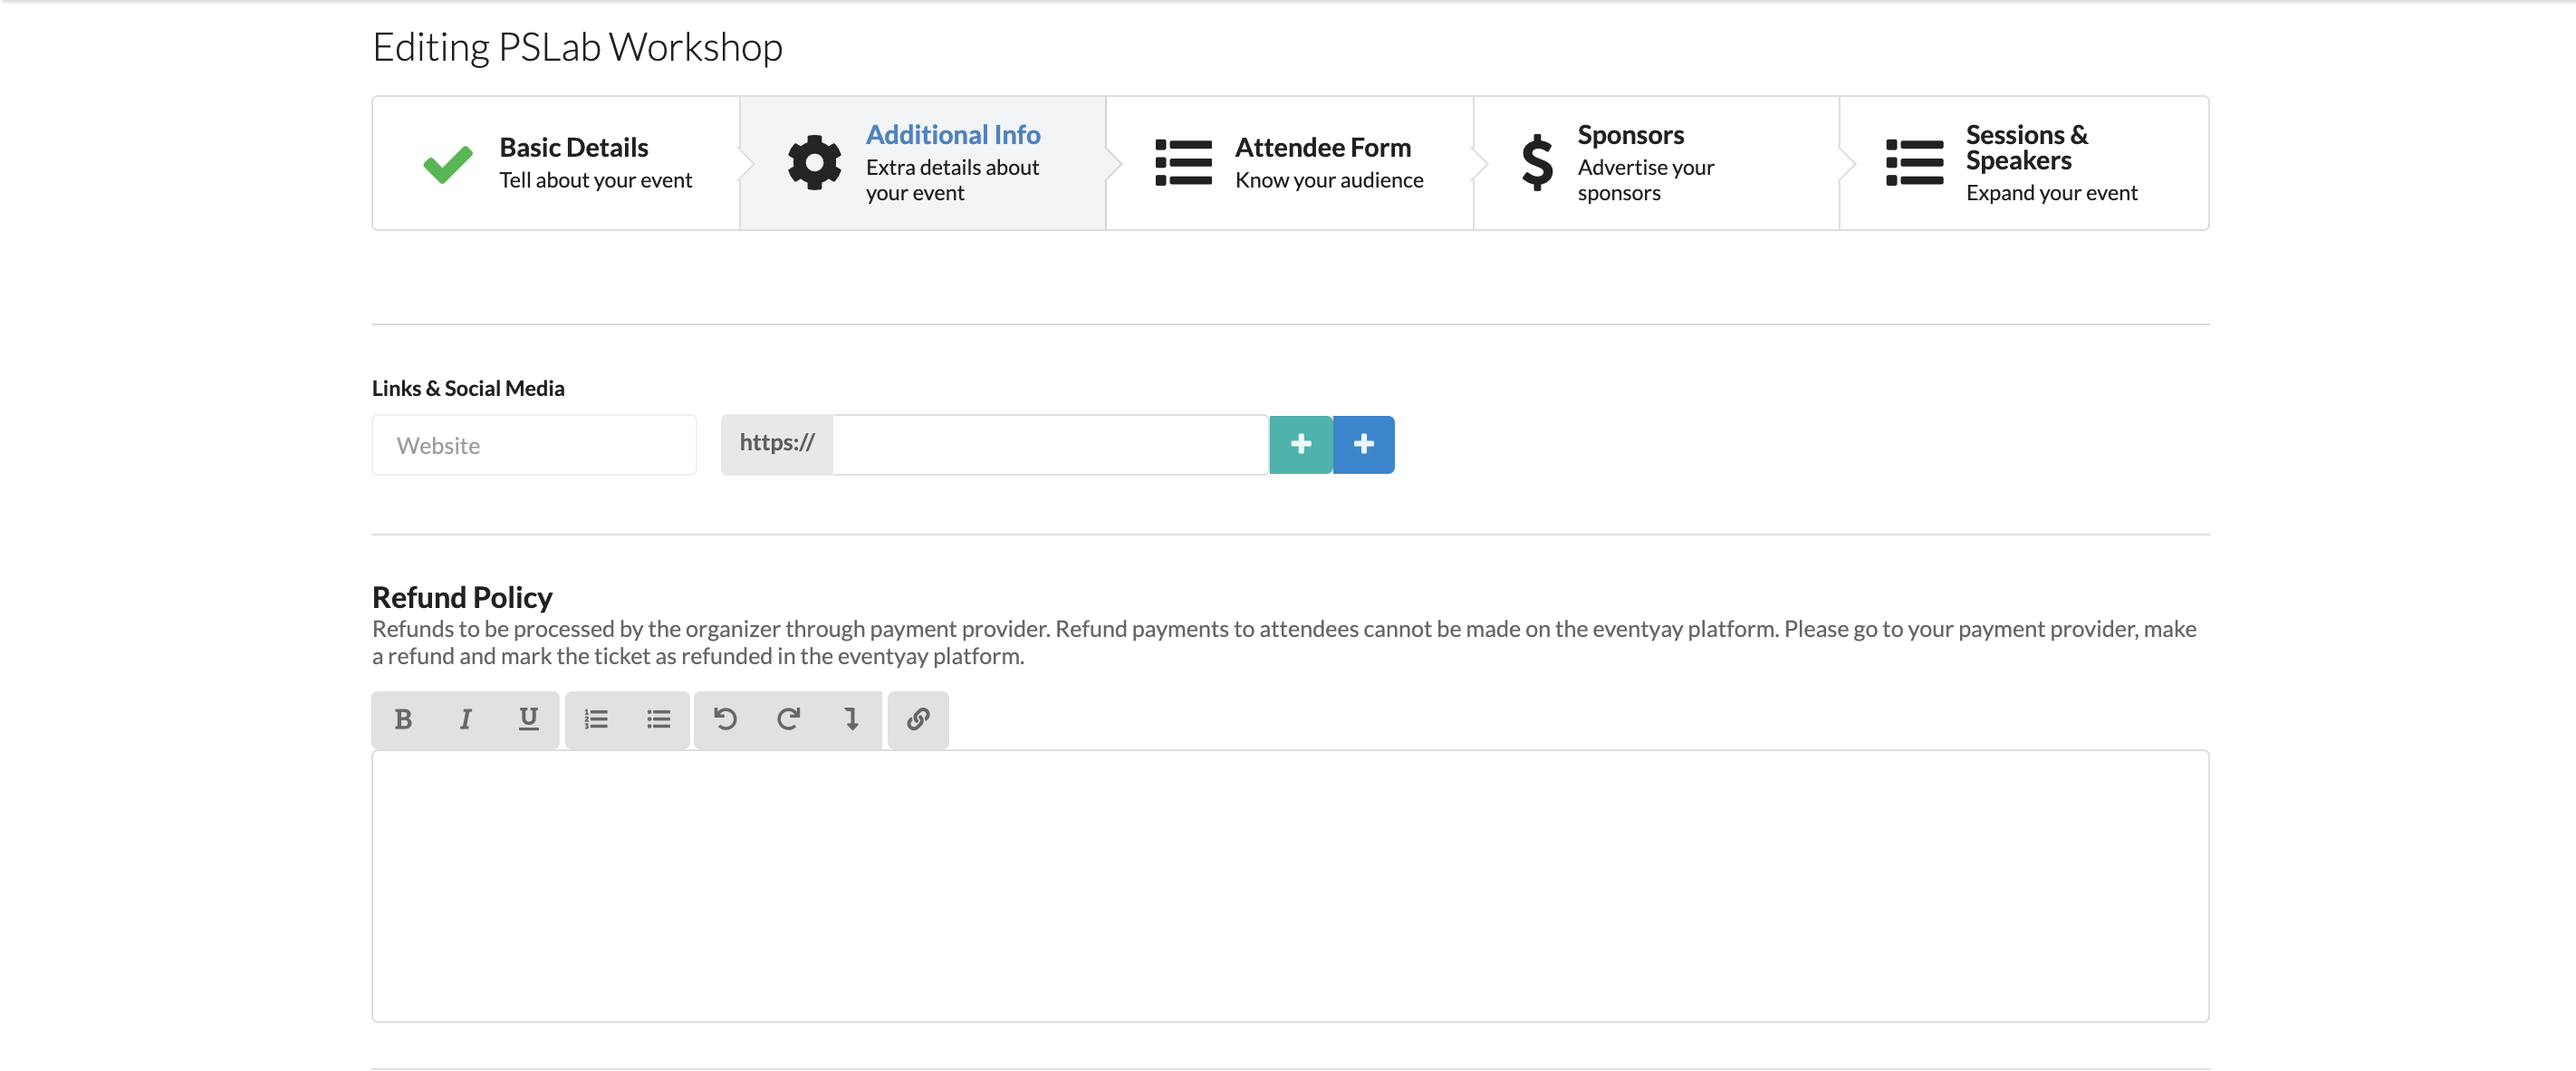 Editing PSLab Workshop
Basic Details
Tell about your event
Additional Info
Extra details about
your event
Attendee Form
Know your audience
Sponsors
Advertise your
sponsors
Sessions &
Speakers
Expand your event
Links & Social Media
Website
https://
Refund Policy
Refunds to be processed by the organizer through payment provider. Refund payments to attendees cannot be made on the eventyay platform. Please go to your payment provider, make
a refund and mark the ticket as refunded in the eventyay platform.